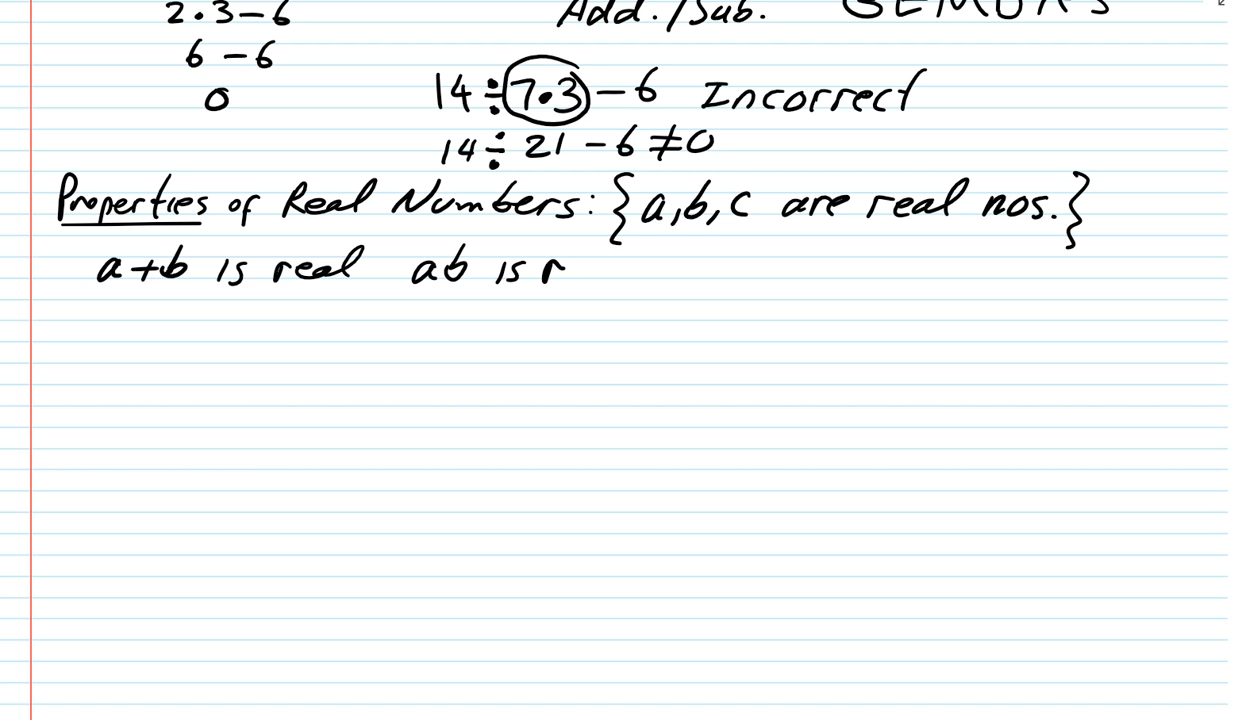 2·3-6
Add./Sub. GEMDAS
6-6
0
14÷7·3-6 Incorrect
14÷21-6≠0
Properties of Real Numbers: {a,b,c are real nos.}
a+b is real ab is r